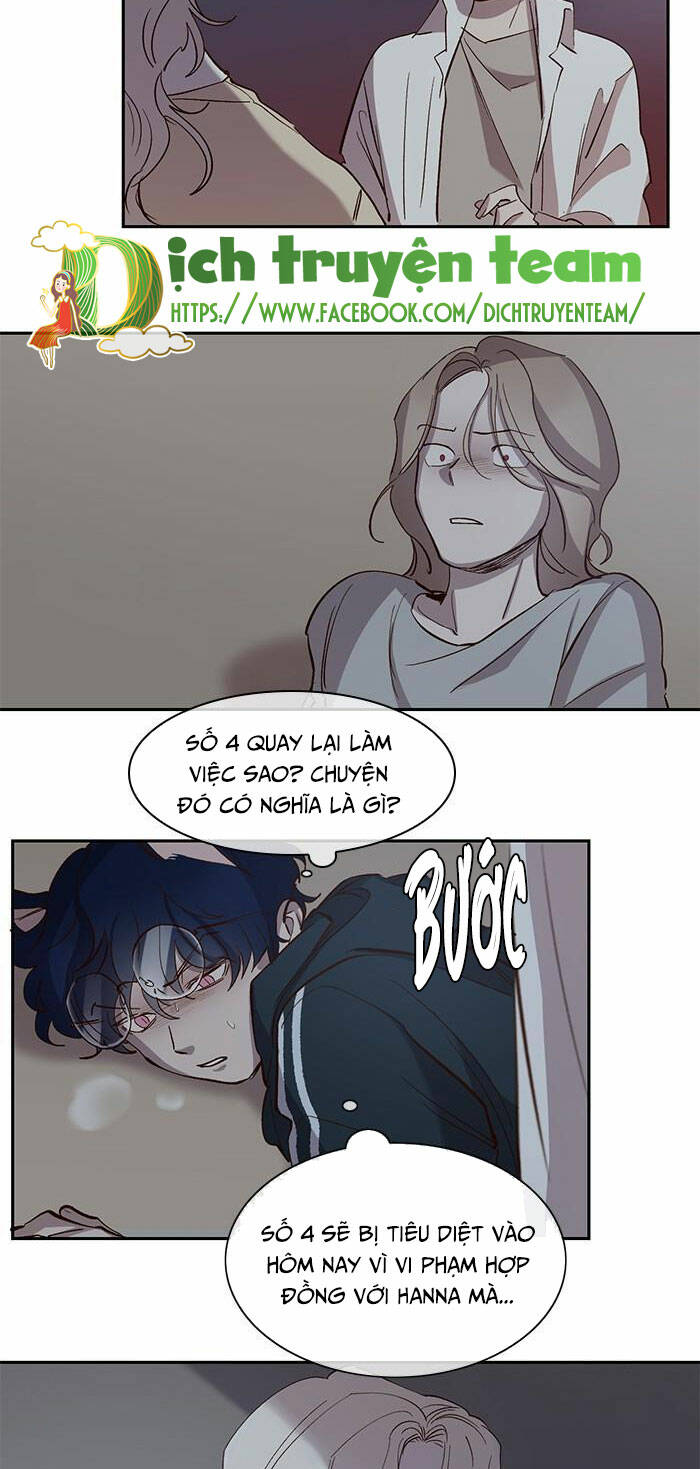 Dịch truyện team
HTTPS://WWW.FACEBOOK.COM/DICHTRUYENTEAM/
SỐ 4 QUAY LẠI LÀM
VIỆC SAO? CHUYỆN
ĐÓ CÓ NGHĨA LÀ GÌ?
BƯỚC
SỐ 4 SẼ BỊ TIÊU DIỆT VÀO
HÔM NAY VÌ VI PHẠM HỢP
ĐỒNG VỚI HANNA MÀ...